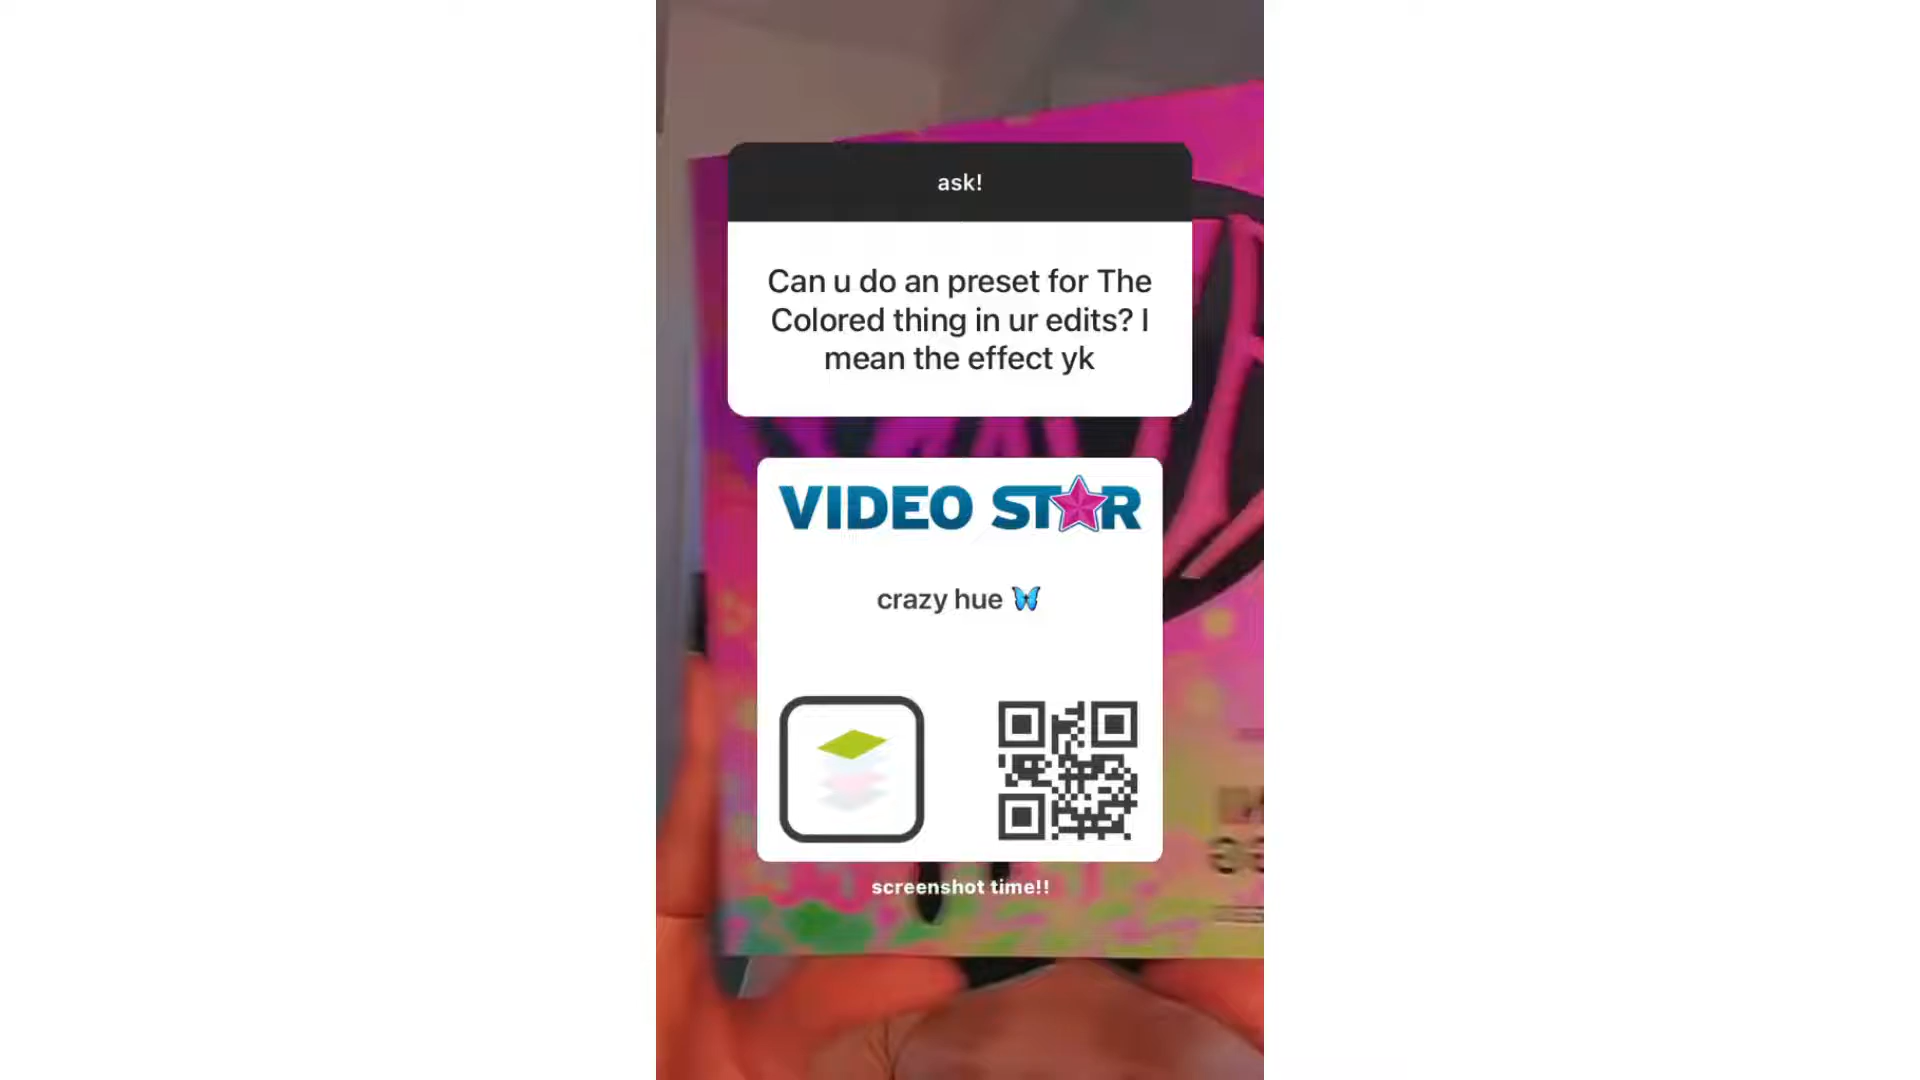 ask!
Can u do an preset for The
Colored thing in ur edits? I
mean the effect yk
VIDEO STAR
crazy hue 🦋
screenshot time!!